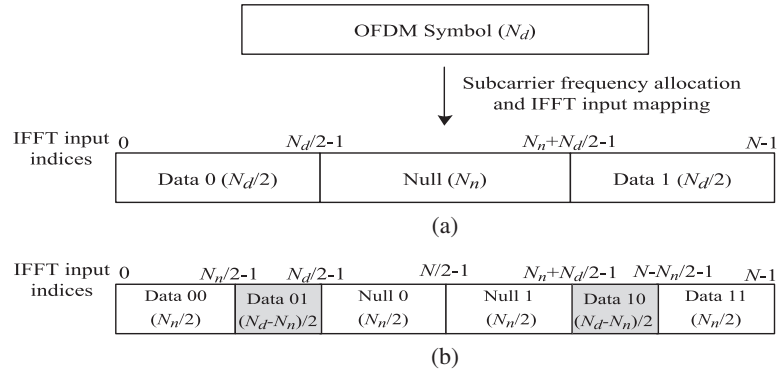 OFDM Symbol (N_d)
Subcarrier frequency allocation
and IFFT input mapping
IFFT input
indices
0 N_d/2-1 N_n+N_d/2-1 N-1
Data 0 (N_d/2) Null (N_n) Data 1 (N_d/2)
(a)
IFFT input
indices
0 N_n/2-1 N_d/2-1 N/2-1 N_n+N_d/2-1 N-N_n/2-1 N-1
Data 00 Data 01 Null 0 Null 1 Data 10 Data 11
(N_n/2) (N_d-N_n)/2 (N_n/2) (N_n/2) (N_d-N_n)/2 (N_n/2)
(b)